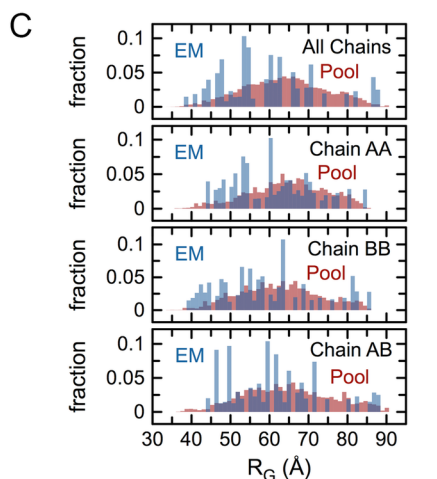 C
0.1
EM
All Chains
Pool
0.05
0
fraction
0.1
EM
Chain AA
Pool
0.05
0
fraction
0.1
EM
Chain BB
Pool
0.05
0
fraction
0.1
EM
Chain AB
Pool
0.05
0
fraction
30 40 50 60 70 80 90
RG (Å)